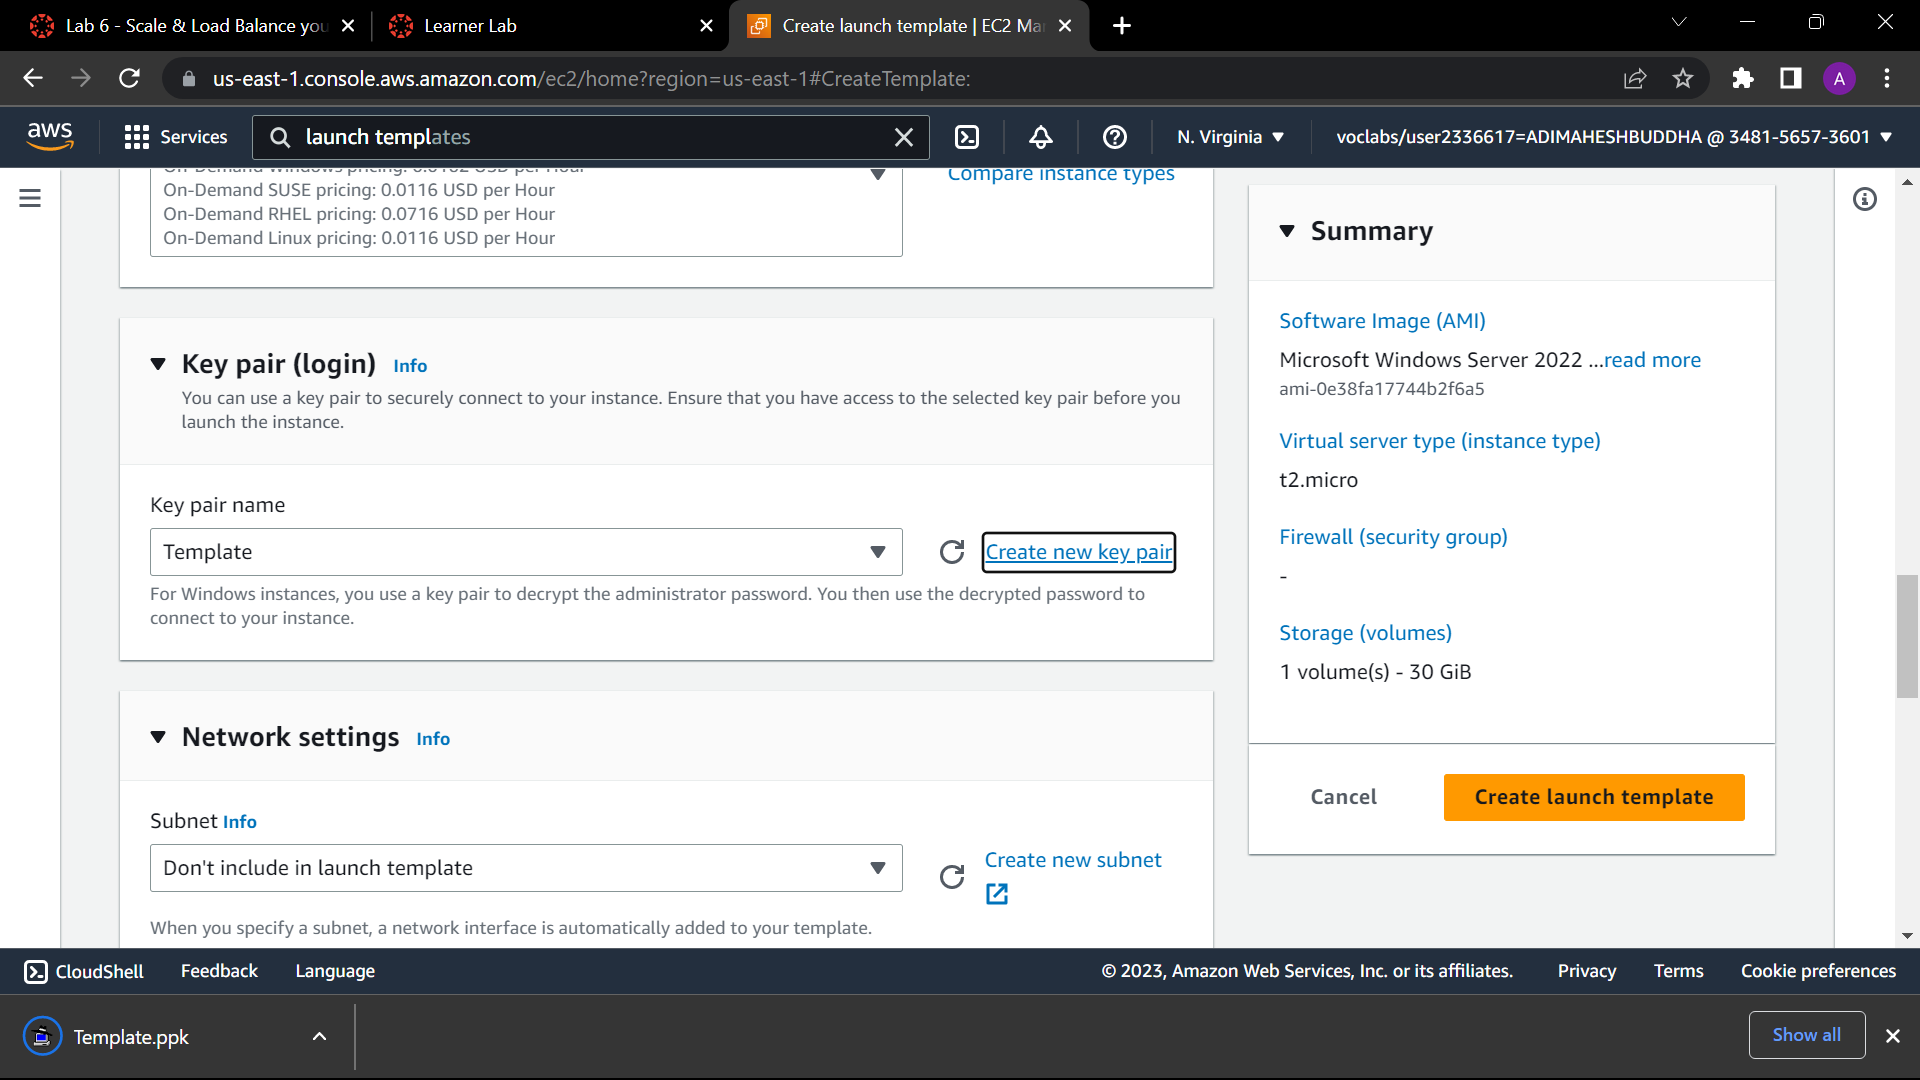 Lab 6 - Scale & Load Balance you
Learner Lab
Create launch template | EC2 Ma
us-east-1.console.aws.amazon.com/ec2/home?region=us-east-1#CreateTemplate:
A
aws
Services
launch templates
N. Virginia
voclabs/user2336617=ADIMAHESHBUDDHA @ 3481-5657-3601
On-Demand Windows pricing: 0.0162 USD per Hour
On-Demand SUSE pricing: 0.0116 USD per Hour
On-Demand RHEL pricing: 0.0716 USD per Hour
On-Demand Linux pricing: 0.0116 USD per Hour
Compare instance types
Key pair (login) Info
You can use a key pair to securely connect to your instance. Ensure that you have access to the selected key pair before you
launch the instance.
Key pair name
Template
Create new key pair
For Windows instances, you use a key pair to decrypt the administrator password. You then use the decrypted password to
connect to your instance.
Network settings Info
Subnet Info
Don't include in launch template
Create new subnet
When you specify a subnet, a network interface is automatically added to your template.
Summary
Software Image (AMI)
Microsoft Windows Server 2022 ...read more
ami-0e38fa17744b2f6a5
Virtual server type (instance type)
t2.micro
Firewall (security group)
-
Storage (volumes)
1 volume(s) - 30 GiB
Cancel
Create launch template
CloudShell
Feedback
Language
© 2023, Amazon Web Services, Inc. or its affiliates.
Privacy
Terms
Cookie preferences
Template.ppk
Show all